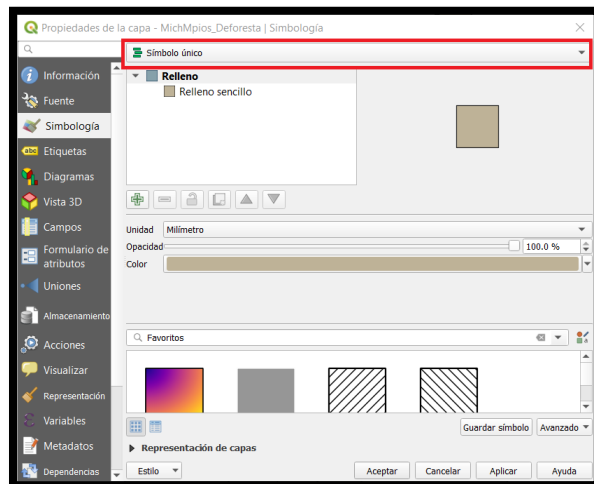 Propiedades de la capa - MichMpios_Deforesta | Simbología
Símbolo único
Información
Fuente
Simbología
abc Etiquetas
Diagramas
Vista 3D
Campos
Formulario de
atributos
Uniones
Almacenamiento
Acciones
Visualizar
Representación
Variables
Metadatos
Dependencias
Relleno
Relleno sencillo
Unidad Milímetro
Opacidad 100.0 %
Color
Favoritos
Guardar símbolo Avanzado
Representación de capas
Estilo Aceptar Cancelar Aplicar Ayuda